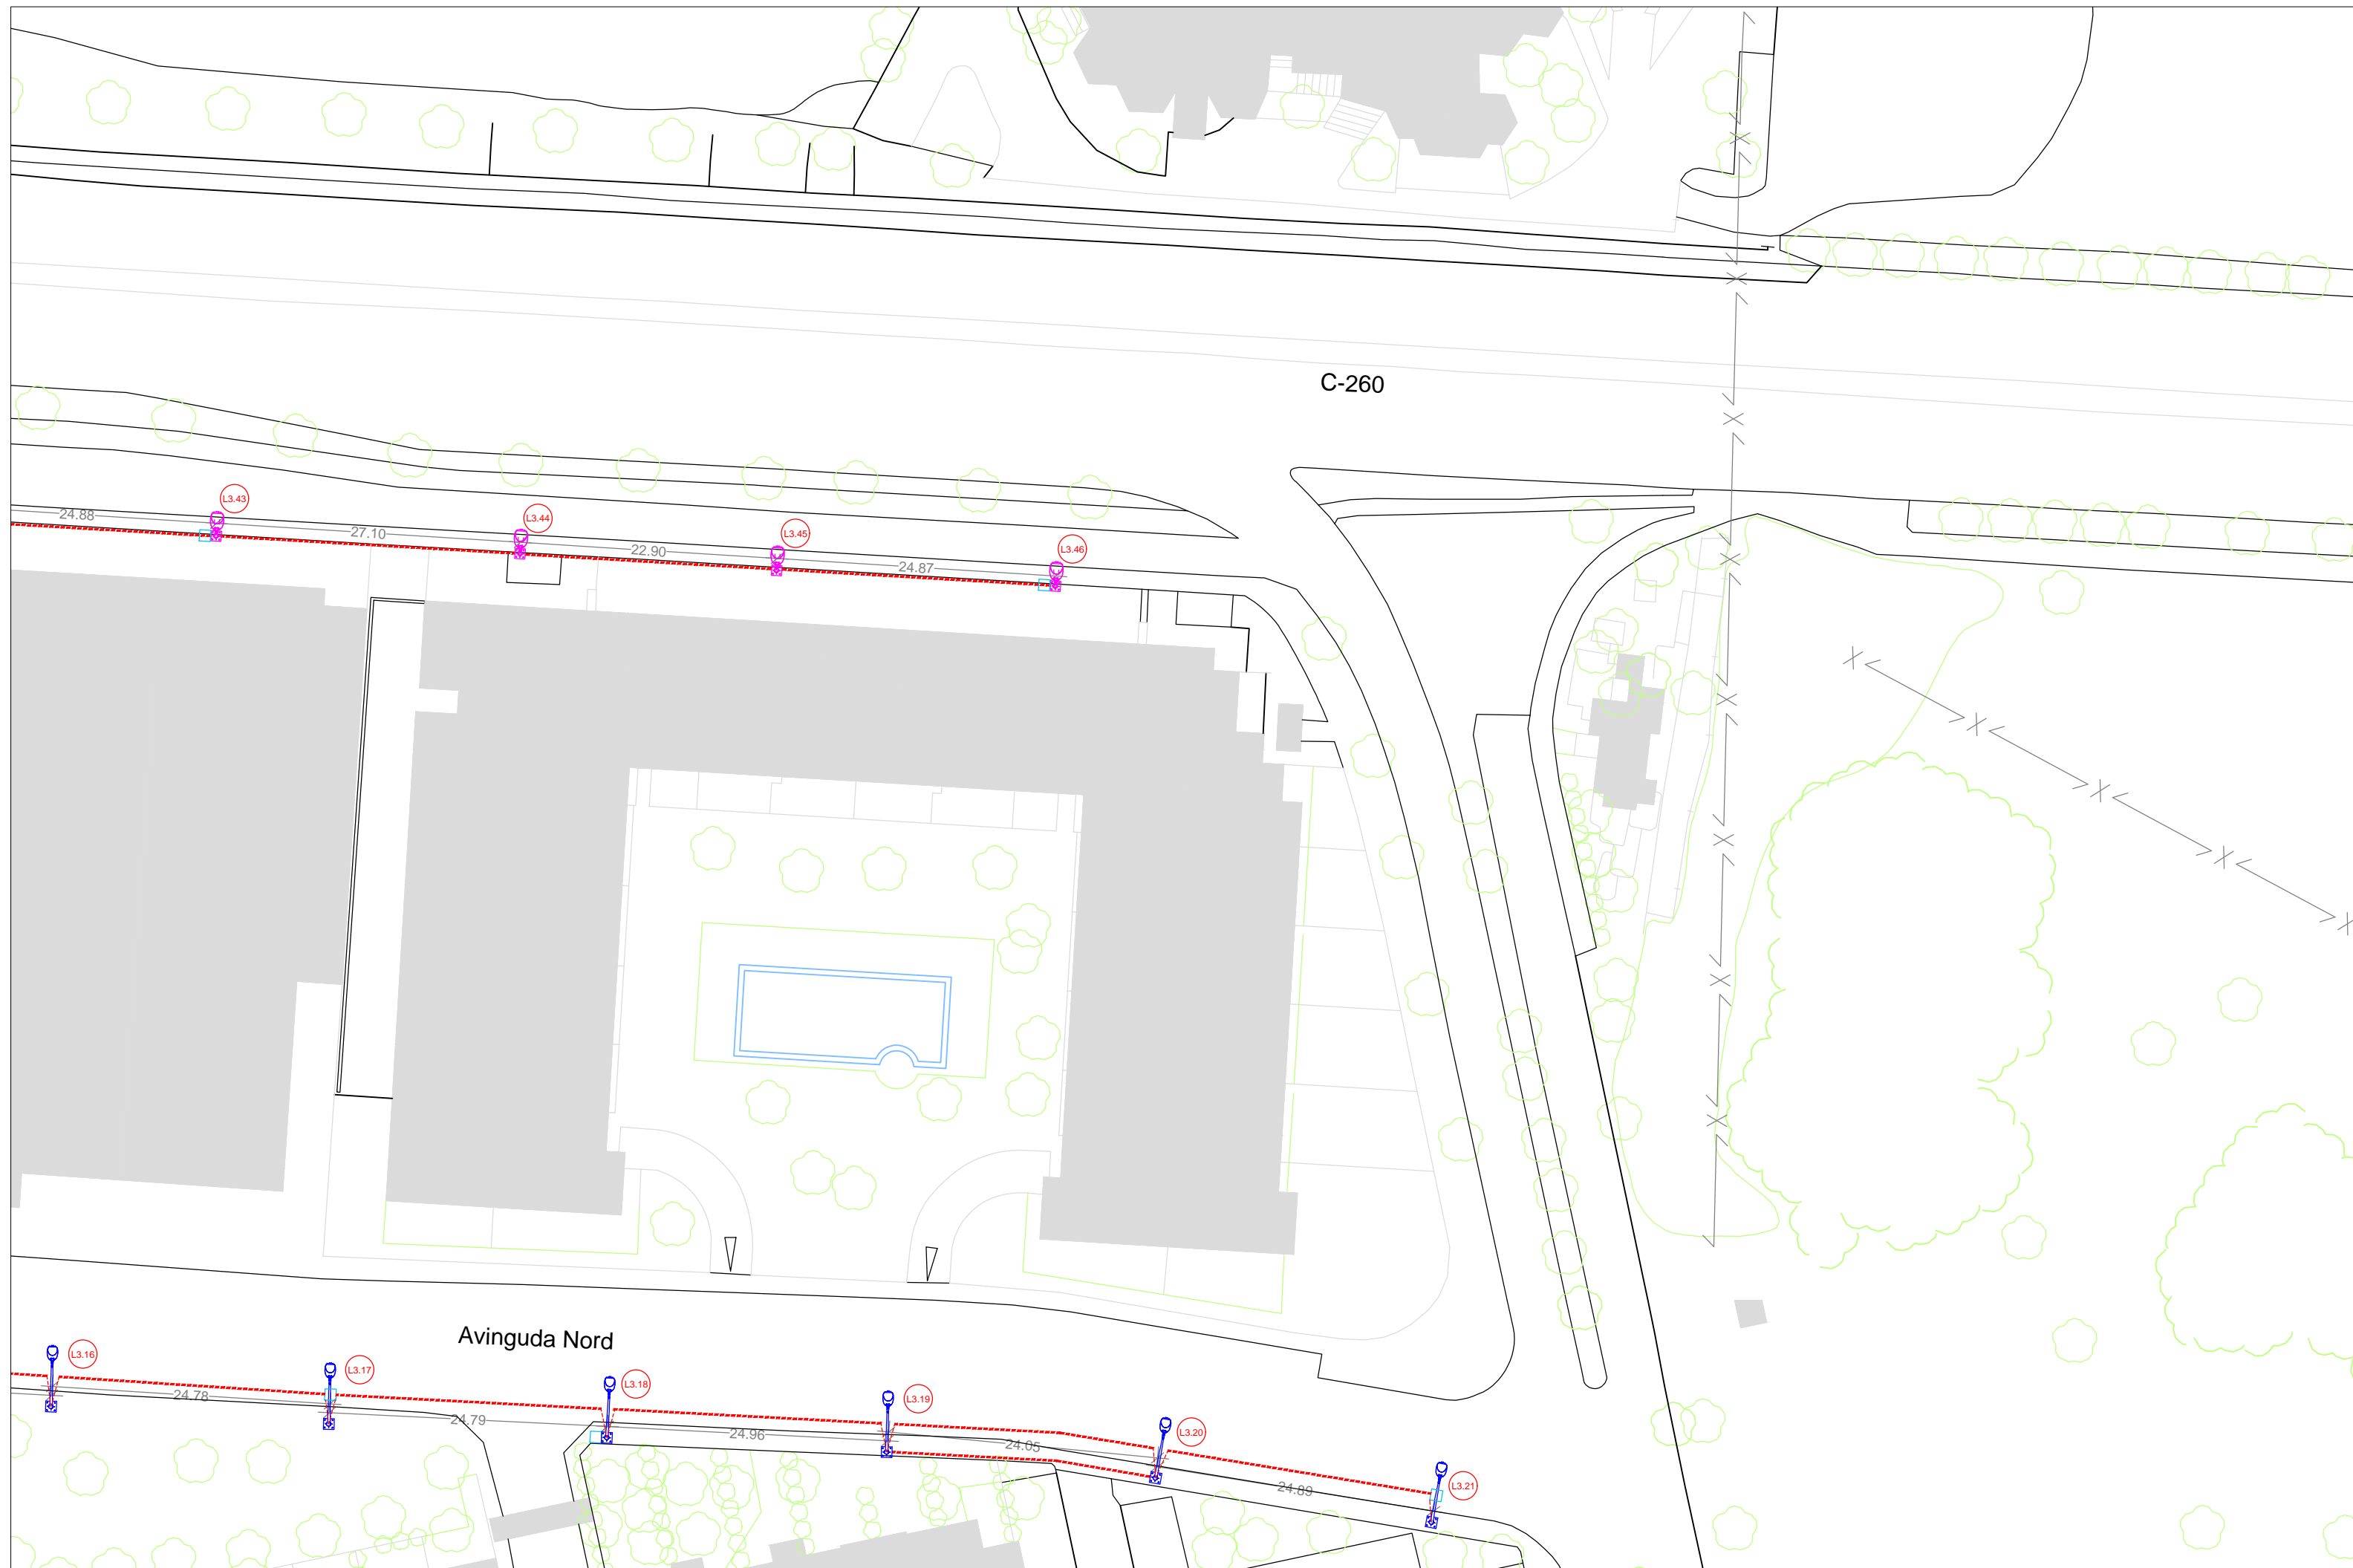 C-260
L3.43
L3.44
L3.45
L3.46
24.88
27.10
22.90
24.87
Avinguda Nord
L3.16
L3.17
L3.18
L3.19
L3.20
L3.21
24.78
24.79
24.96
24.05
24.89